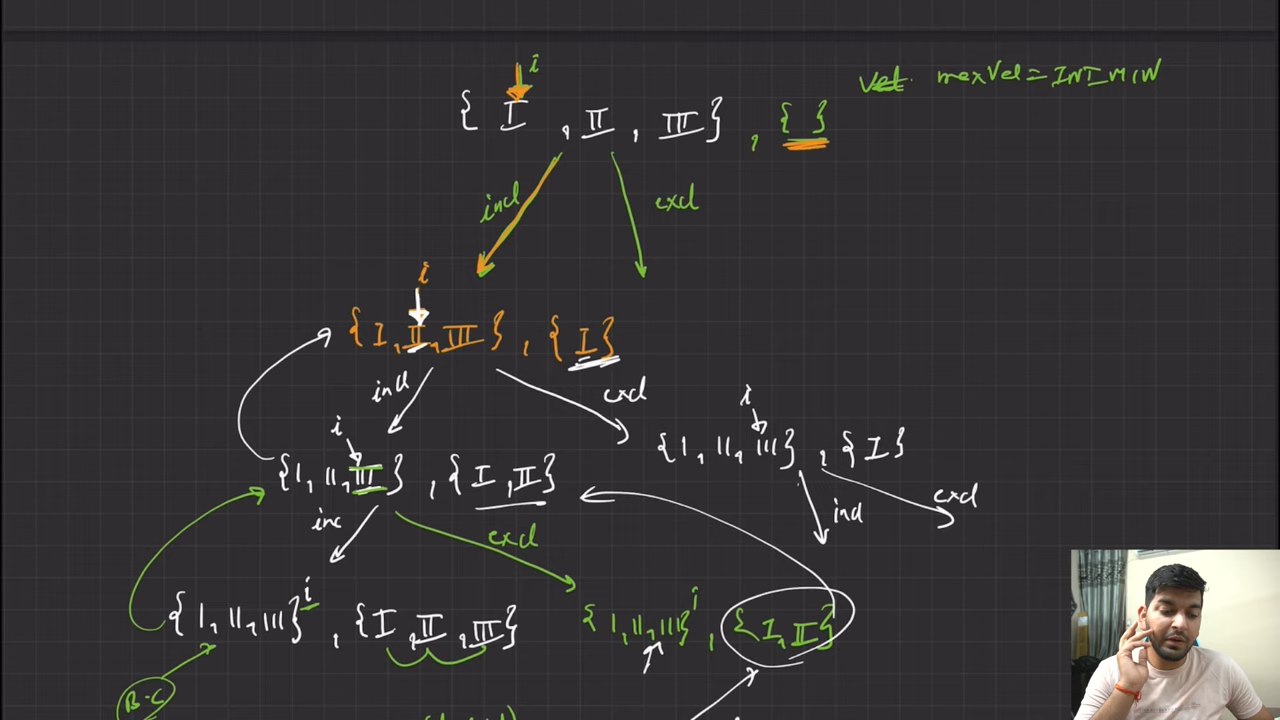 i
{ I , II , III } , { } Vet. maxVal = INT_MIN
incl excl
i
{ I, II, III } , { I }
incl excl
i
{ I, II, III } , { I }
i
{ I, II, III } , { I, II }
incl excl
inc excl
{ I, II, III } i , { I, II, III } { I, II, III } i , { I, II }
B.C